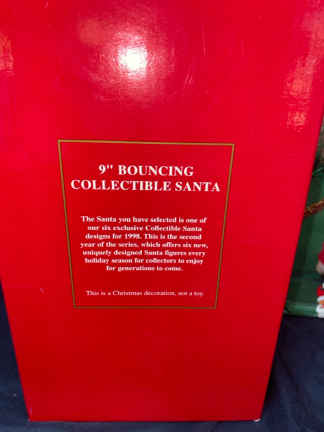 9" BOUNCING
COLLECTIBLE SANTA
The Santa you have selected is one of
our six exclusive Collectible Santa
designs for 1998. This is the second
year of the series, which offers six new,
uniquely designed Santa figures every
holiday season for collectors to enjoy
for generations to come.
This is a Christmas decoration, not a toy